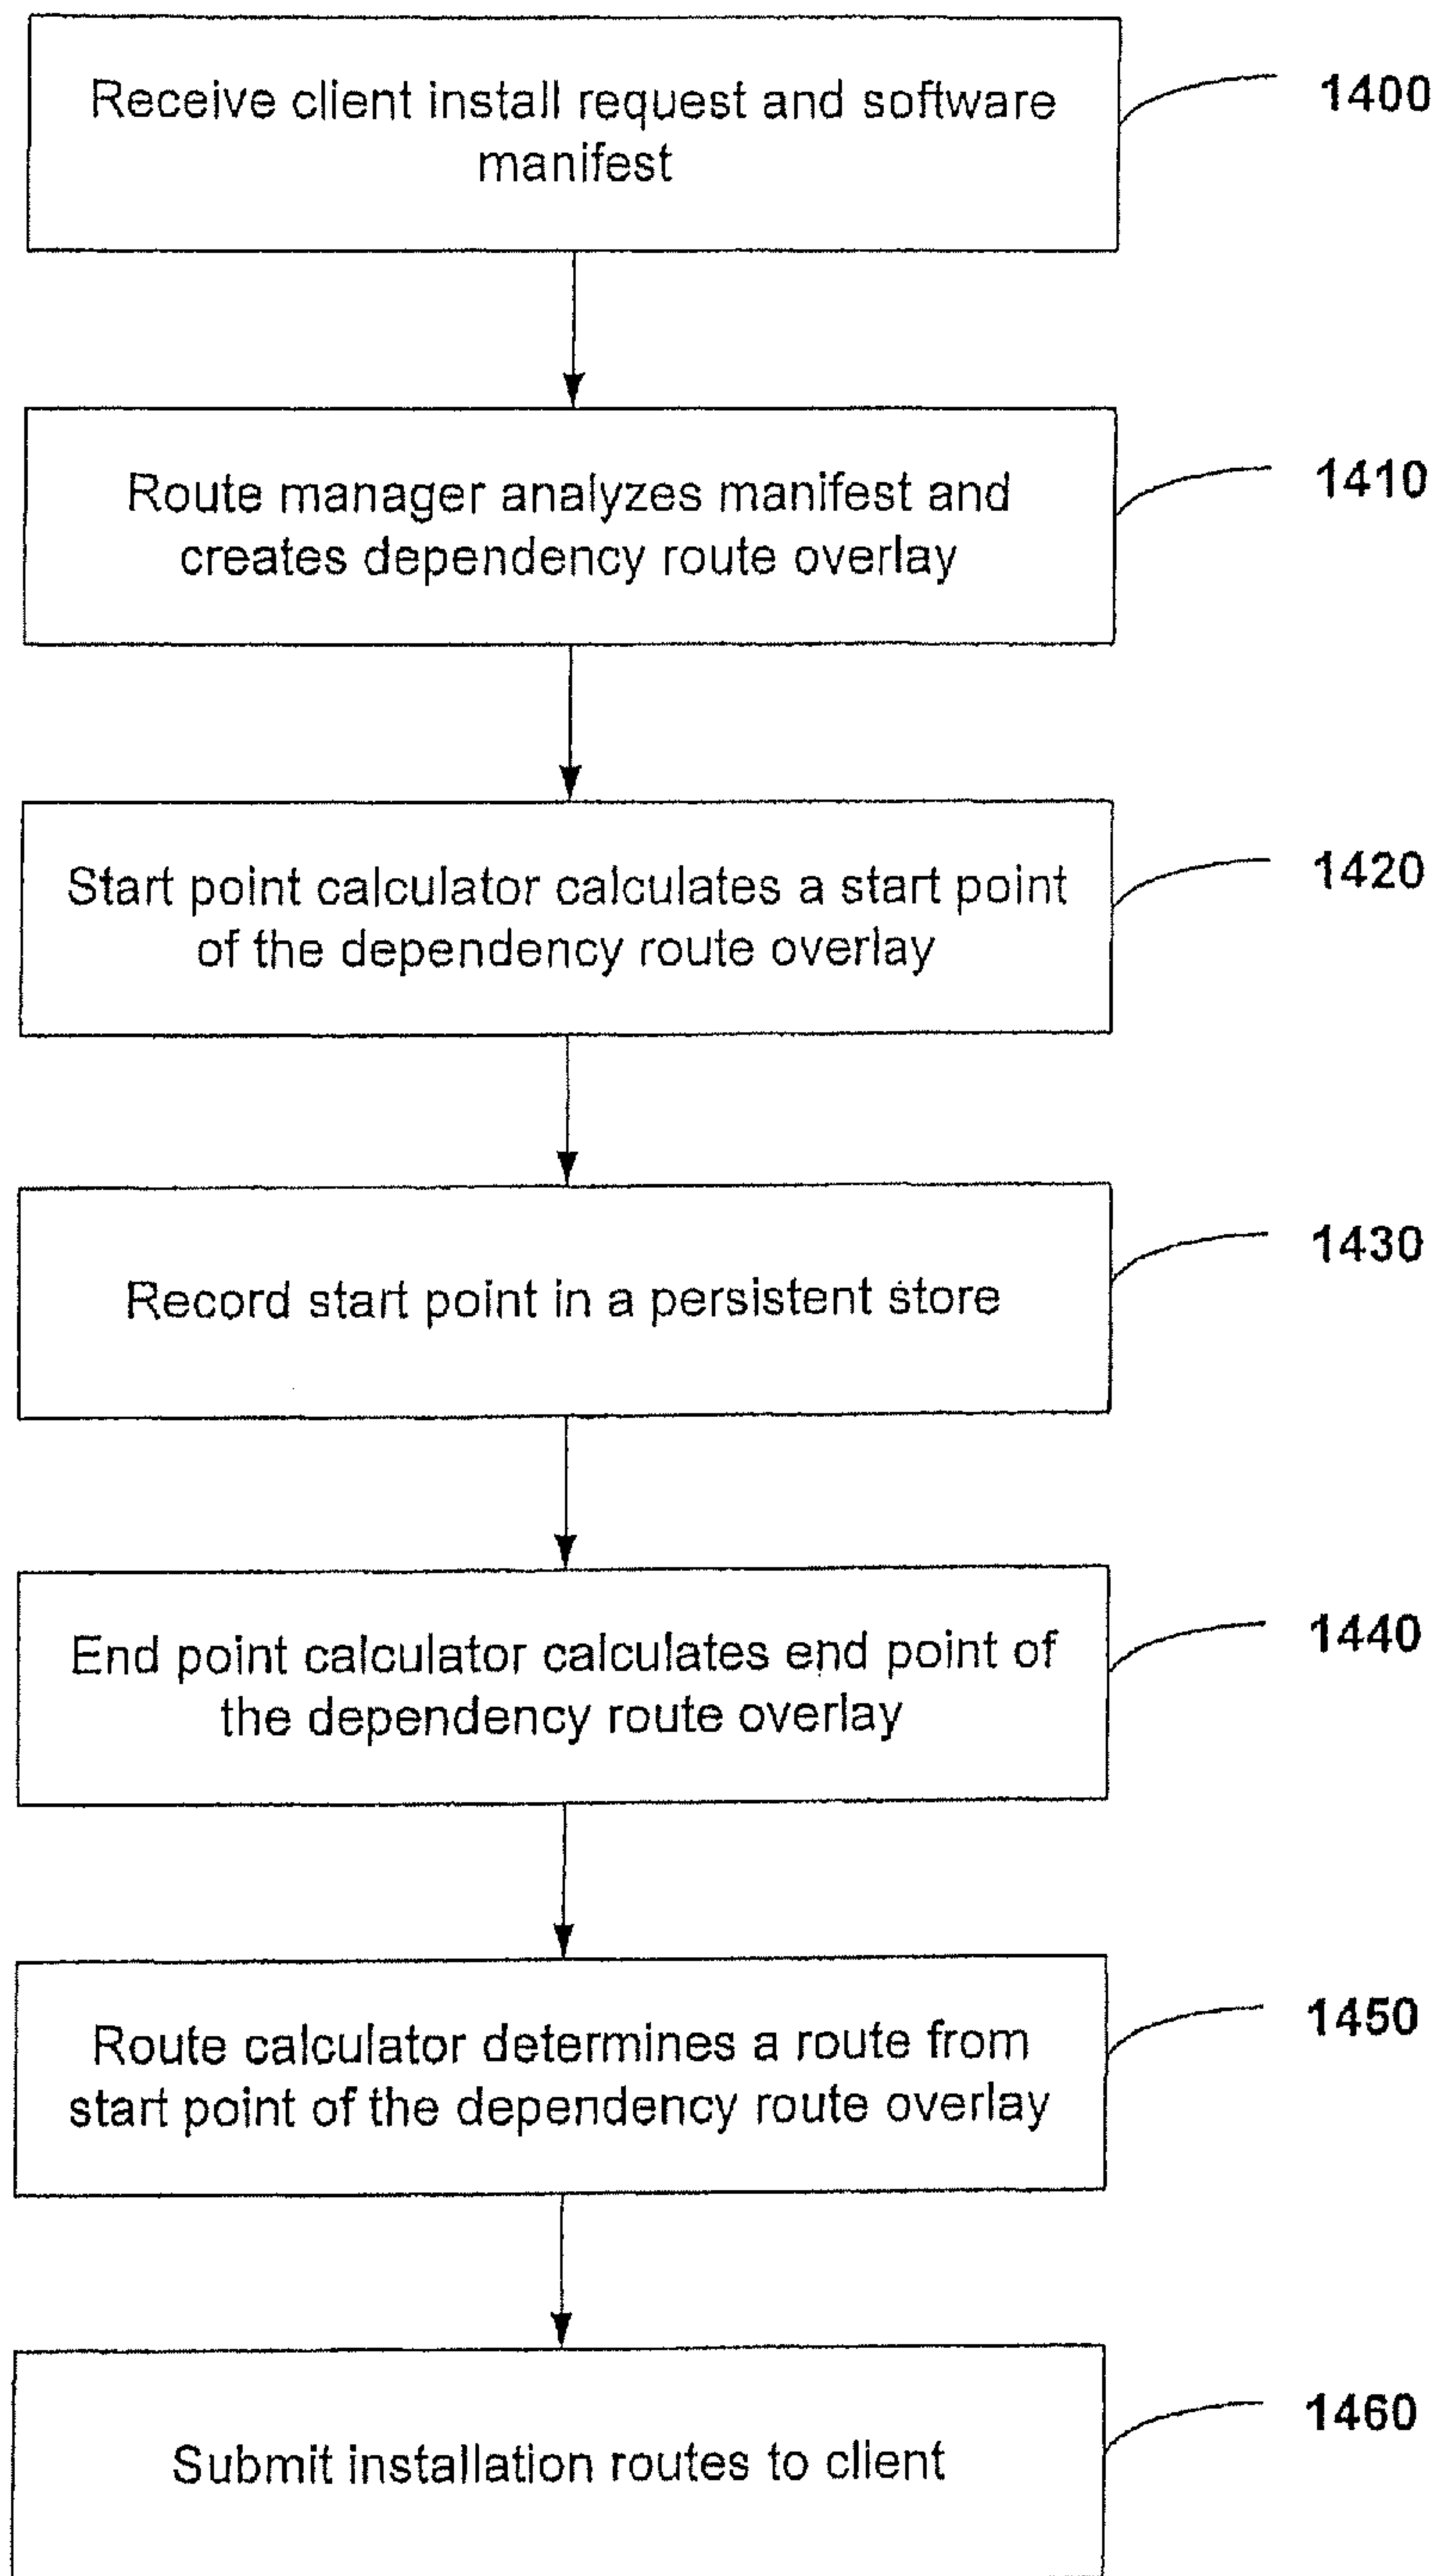 Receive client install request and software
manifest
1400
Route manager analyzes manifest and
creates dependency route overlay
1410
Start point calculator calculates a start point
of the dependency route overlay
1420
Record start point in a persistent store
1430
End point calculator calculates end point of
the dependency route overlay
1440
Route calculator determines a route from
start point of the dependency route overlay
1450
Submit installation routes to client
1460